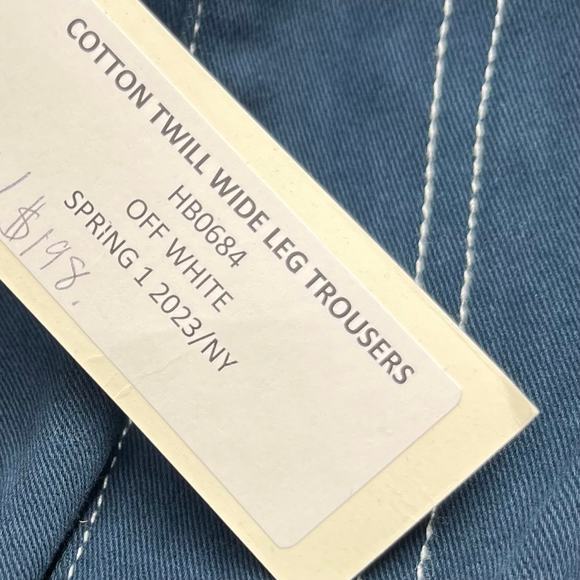 COTTON TWILL WIDE LEG TROUSERS
HB0684
OFF WHITE
SPRING 1 2023/NY
/$198.